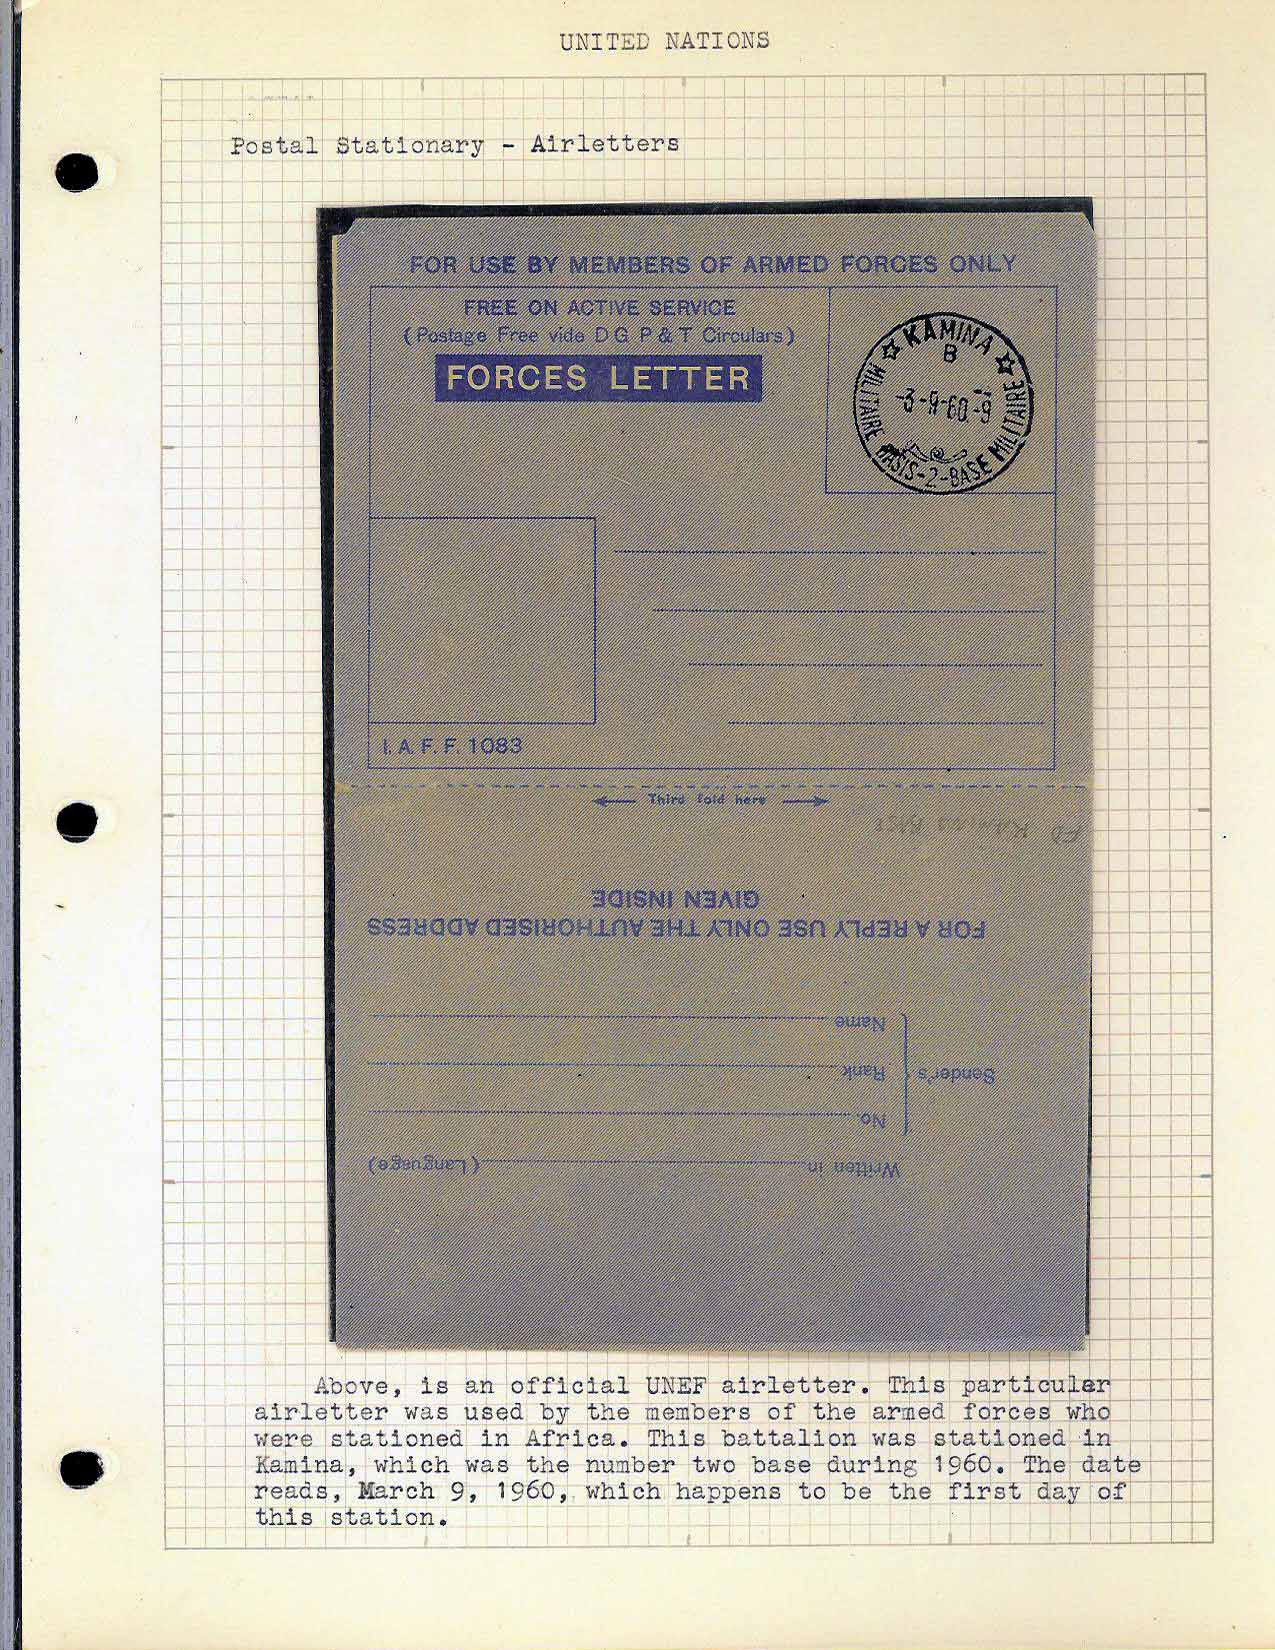 UNITED NATIONS
Postal Stationary - Airletters
FOR USE BY MEMBERS OF ARMED FORCES ONLY
FREE ON ACTIVE SERVICE
(Postage Free vide D G P & T Circulars)
FORCES LETTER
KAMINA
B
-3-9-60.-9
MILITAIRE BASIS-2-BASE MILITAIRE
I. A. F. F. 1083
Third fold here
FD KAMINA BASE
FOR A REPLY USE ONLY THE AUTHORISED ADDRESS
GIVEN INSIDE
Written in (Language)
No.
Sender's Rank
Name
Above, is an official UNEF airletter. This particular
airletter was used by the members of the armed forces who
were stationed in Africa. This battalion was stationed in
Kamina, which was the number two base during 1960. The date
reads, March 9, 1960, which happens to be the first day of
this station.